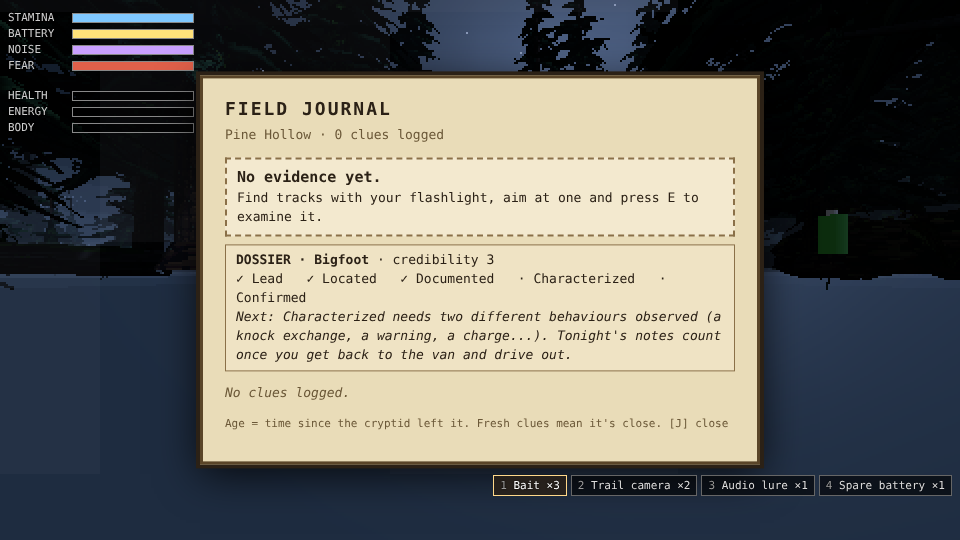 STAMINA
BATTERY
NOISE
FEAR
HEALTH
ENERGY
BODY
FIELD JOURNAL
Pine Hollow · 0 clues logged
No evidence yet.
Find tracks with your flashlight, aim at one and press E to
examine it.
DOSSIER · Bigfoot · credibility 3
✓ Lead ✓ Located ✓ Documented · Characterized ·
Confirmed
Next: Characterized needs two different behaviours observed (a
knock exchange, a warning, a charge...). Tonight's notes count
once you get back to the van and drive out.
No clues logged.
Age = time since the cryptid left it. Fresh clues mean it's close. [J] close
1 Bait ×3 2 Trail camera ×2 3 Audio lure ×1 4 Spare battery ×1